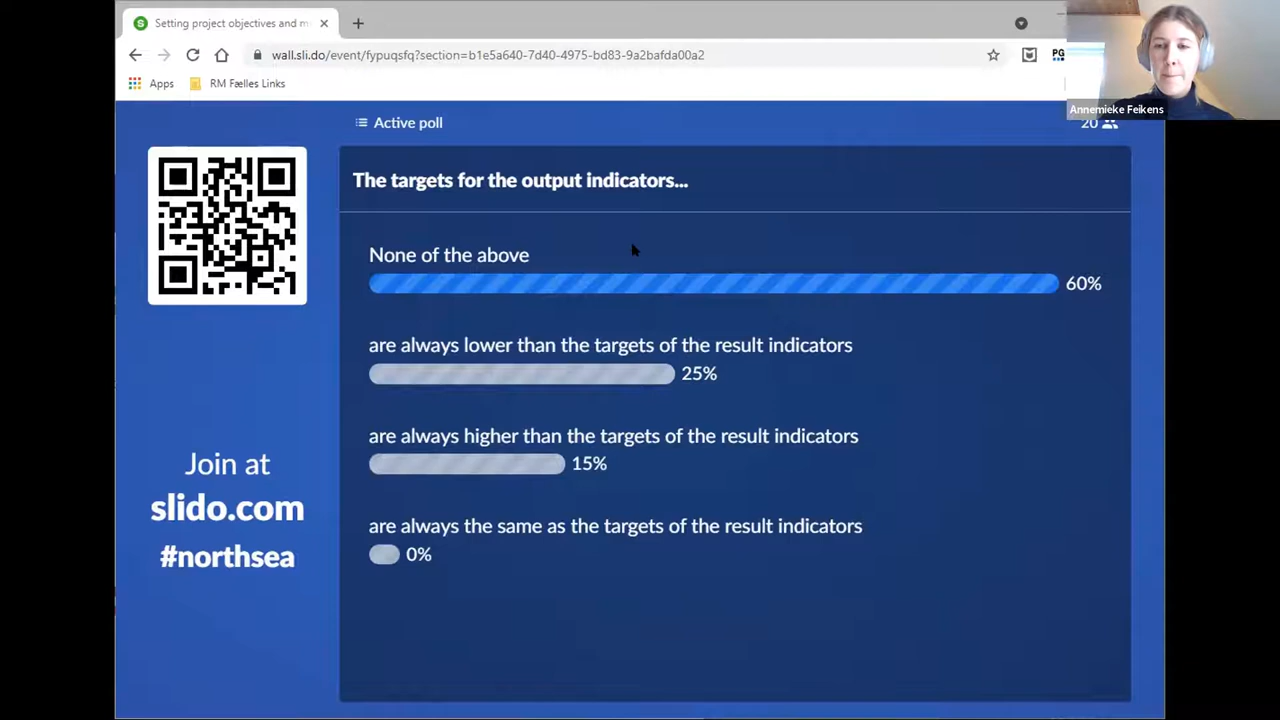 Setting project objectives and m
wall.sli.do/event/fypuqsfq?section=b1e5a640-7d40-4975-bd83-9a2bafda00a2
PG
Apps
RM Fælles Links
Annemieke Feikens
Active poll
20
The targets for the output indicators...
None of the above
60%
are always lower than the targets of the result indicators
25%
are always higher than the targets of the result indicators
15%
are always the same as the targets of the result indicators
0%
Join at
slido.com
#northsea